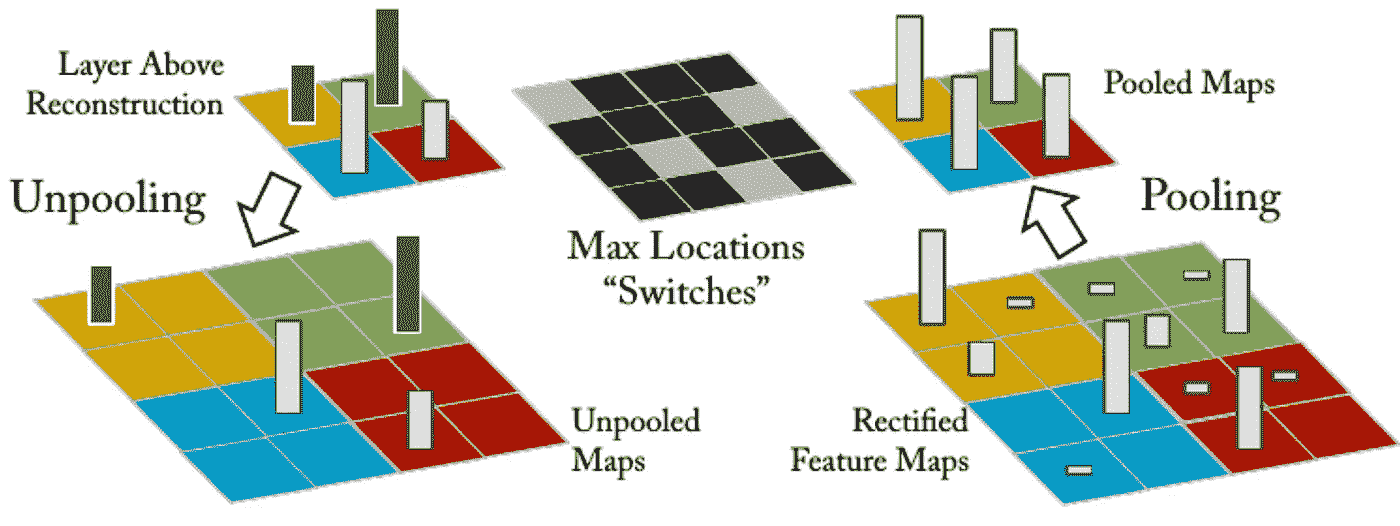 Layer Above
Reconstruction
Pooled Maps
Unpooling
Pooling
Max Locations
“Switches”
Unpooled
Maps
Rectified
Feature Maps